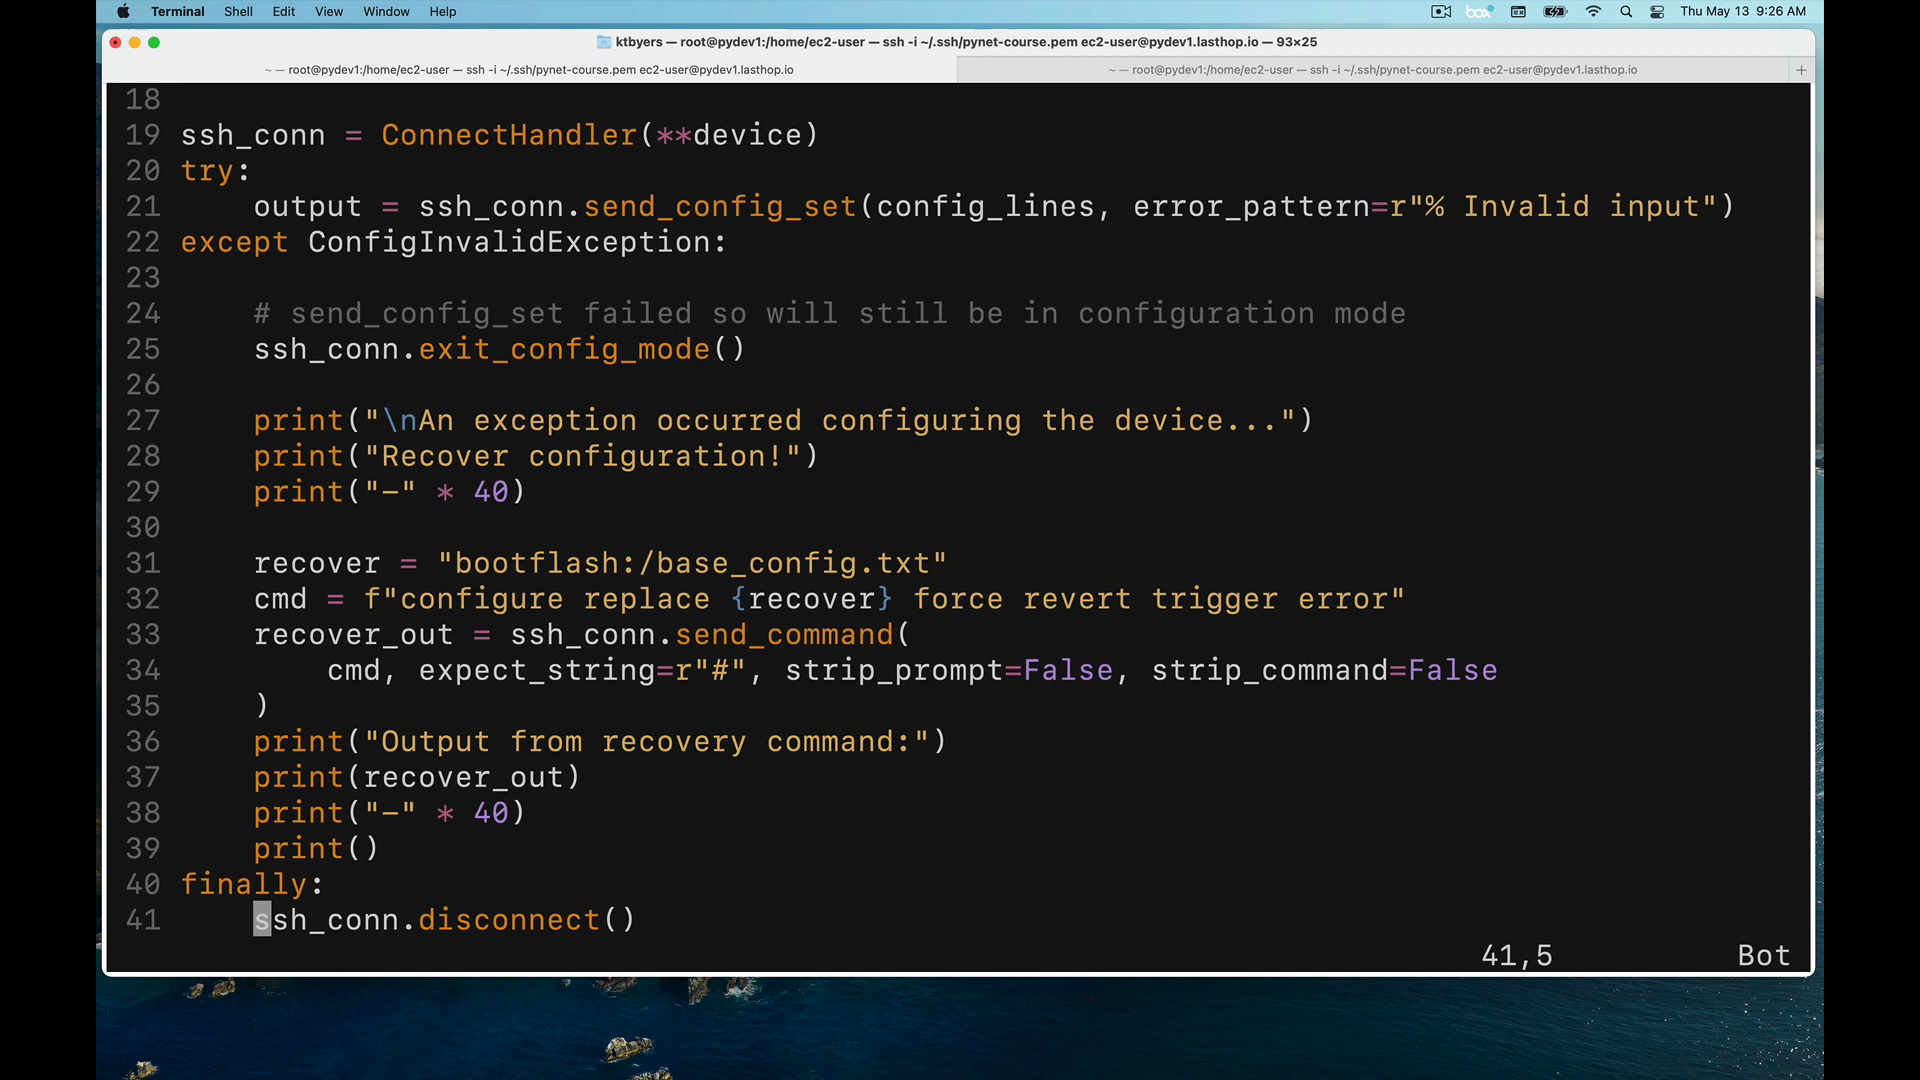 Terminal Shell Edit View Window Help box Thu May 13 9:26 AM
ktbyers — root@pydev1:/home/ec2-user — ssh -i ~/.ssh/pynet-course.pem ec2-user@pydev1.lasthop.io — 93×25
~ — root@pydev1:/home/ec2-user — ssh -i ~/.ssh/pynet-course.pem ec2-user@pydev1.lasthop.io ~ — root@pydev1:/home/ec2-user — ssh -i ~/.ssh/pynet-course.pem ec2-user@pydev1.lasthop.io +
18
19 ssh_conn = ConnectHandler(**device)
20 try:
21     output = ssh_conn.send_config_set(config_lines, error_pattern=r"% Invalid input")
22 except ConfigInvalidException:
23
24     # send_config_set failed so will still be in configuration mode
25     ssh_conn.exit_config_mode()
26
27     print("\nAn exception occurred configuring the device...")
28     print("Recover configuration!")
29     print("-" * 40)
30
31     recover = "bootflash:/base_config.txt"
32     cmd = f"configure replace {recover} force revert trigger error"
33     recover_out = ssh_conn.send_command(
34         cmd, expect_string=r"#", strip_prompt=False, strip_command=False
35     )
36     print("Output from recovery command:")
37     print(recover_out)
38     print("-" * 40)
39     print()
40 finally:
41     ssh_conn.disconnect()
41,5 Bot